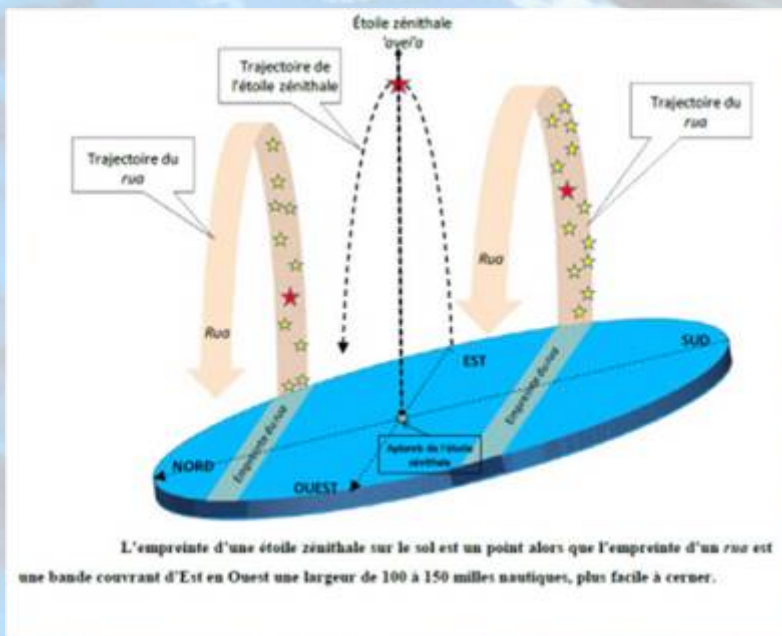 Étoile zénithale
'avei'a
Trajectoire de
l'étoile zénithale
Trajectoire du
rua
Trajectoire du
rua
Rua
Rua
EST
SUD
NORD
OUEST
Empreinte du rua
Empreinte du rua
Aplomb de l'étoile
zénithale
L'empreinte d'une étoile zénithale sur le sol est un point alors que l'empreinte d'un rua est
une bande couvrant d'Est en Ouest une largeur de 100 à 150 milles nautiques, plus facile à cerner.